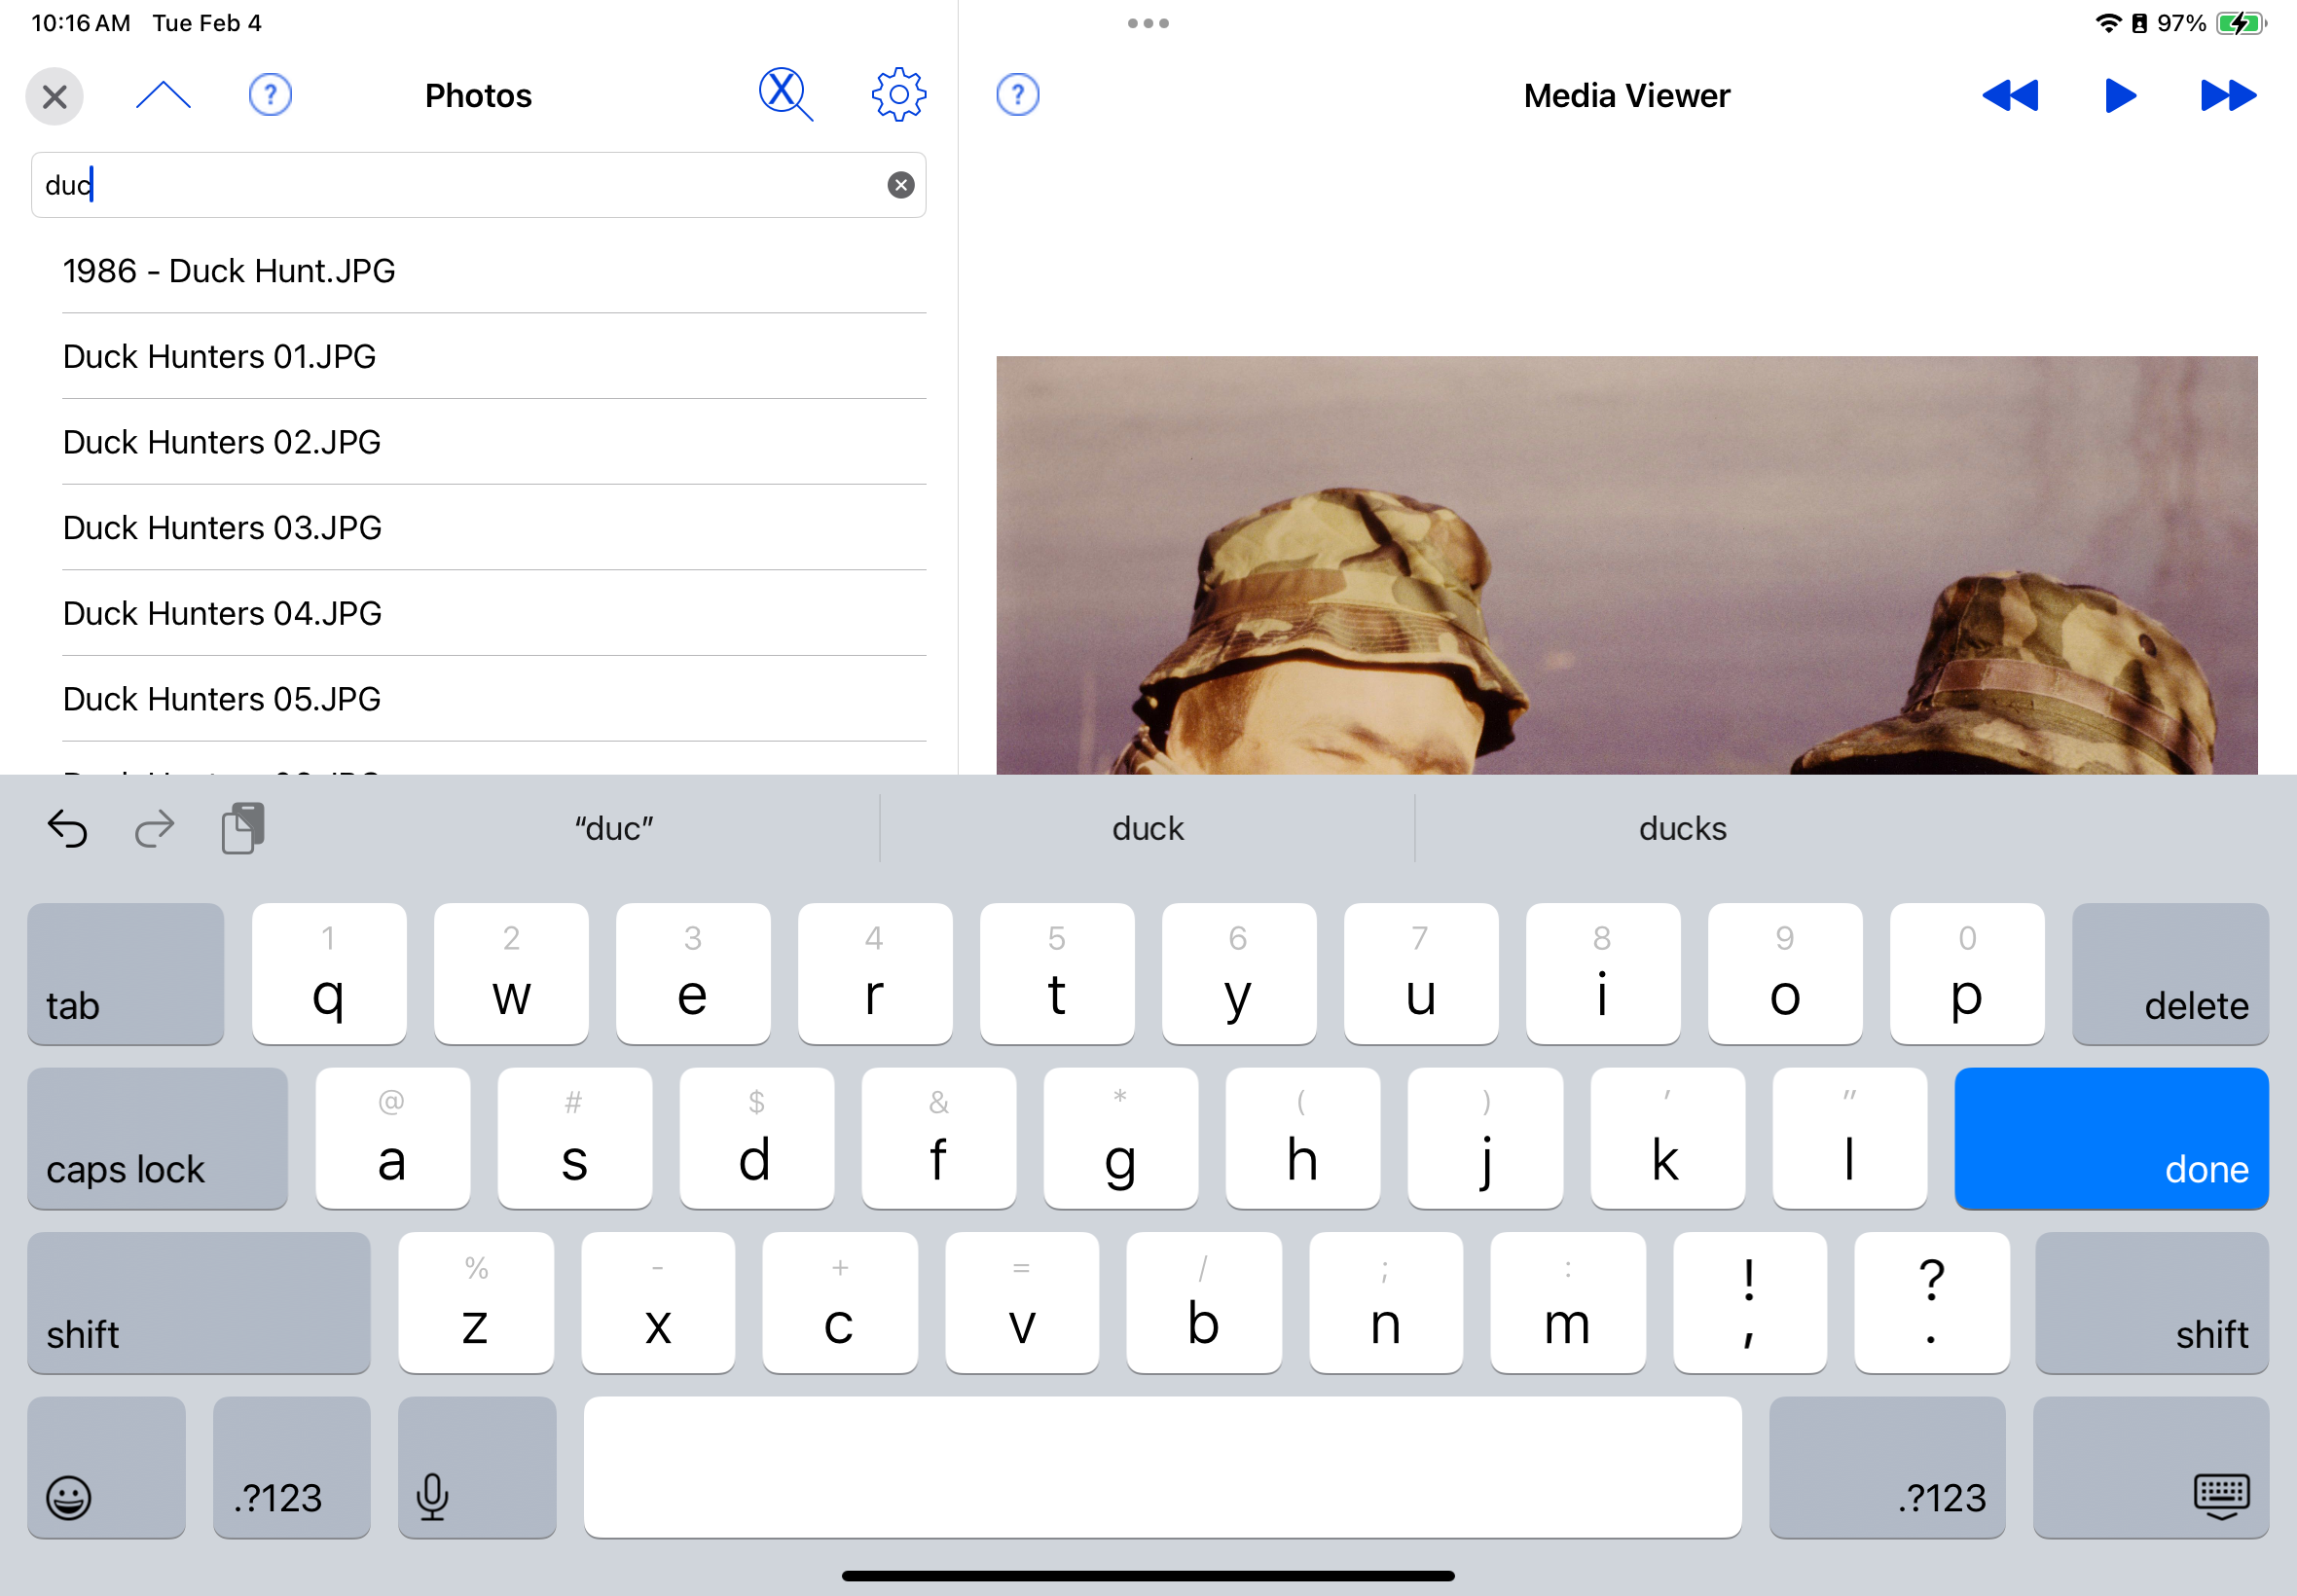 10:16 AM Tue Feb 4
97%
? Photos X
? Media Viewer
duc
1986 - Duck Hunt.JPG
Duck Hunters 01.JPG
Duck Hunters 02.JPG
Duck Hunters 03.JPG
Duck Hunters 04.JPG
Duck Hunters 05.JPG
“duc” duck ducks
tab 1 q 2 w 3 e 4 r 5 t 6 y 7 u 8 i 9 o 0 p delete
caps lock @ a # s $ d & f * g ( h ) j ' k " l done
shift % z - x + c = v / b ; n : m ! , ? . shift
.?123 .?123